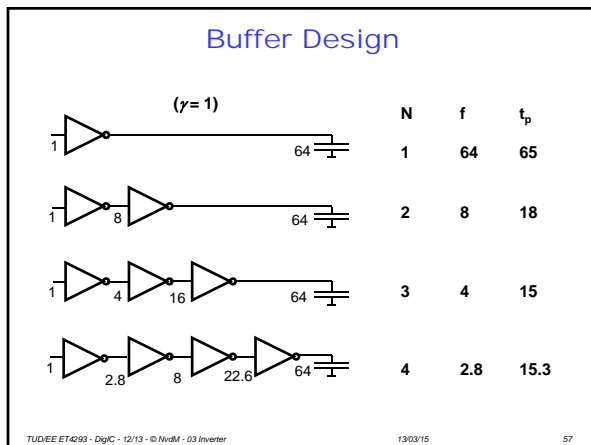 Buffer Design
(γ = 1)
N f tp
1 64 1 64 65
1 8 64 2 8 18
1 4 16 64 3 4 15
1 2.8 8 22.6 64 4 2.8 15.3
TUD/EE ET4293 - DigIC - 12/13 - © NvdM - 03 Inverter 13/03/15 57